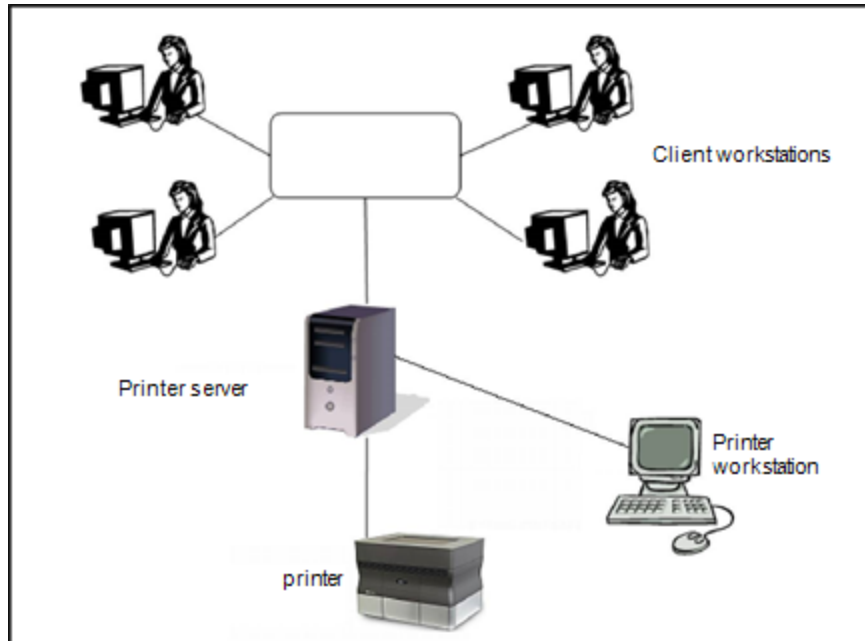 Client workstations
Printer server
Printer
workstation
printer